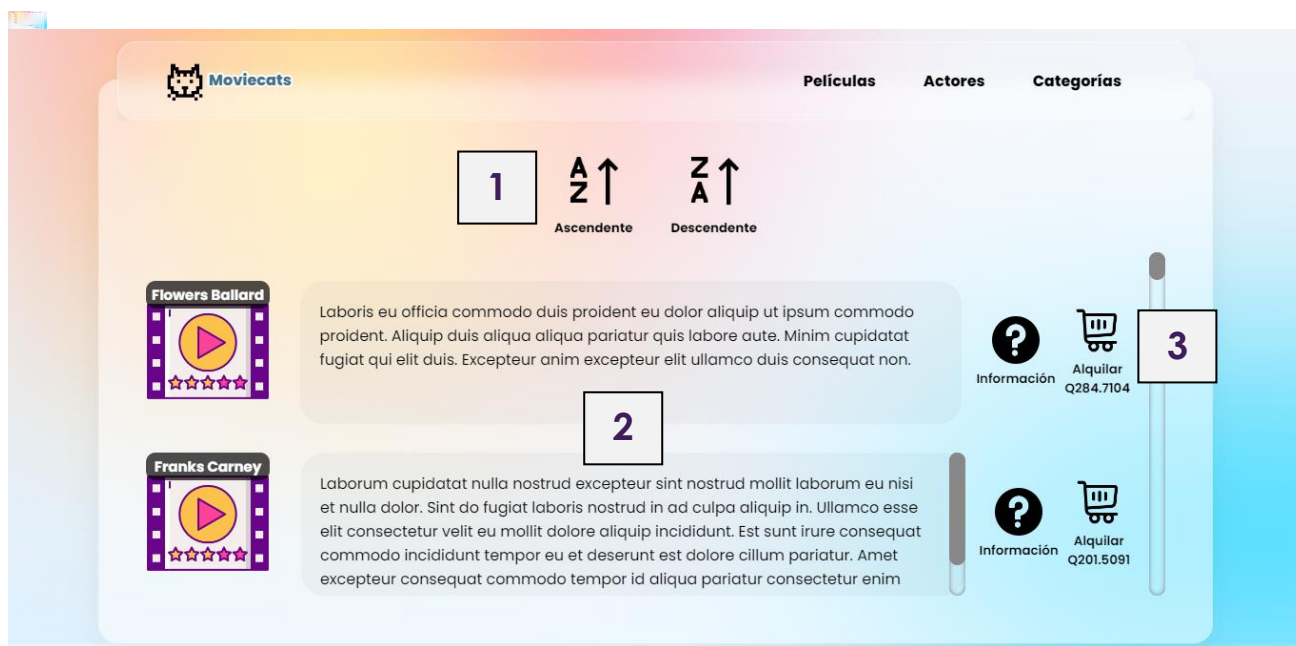 Moviecats
Películas
Actores
Categorías
1
A
Z
Z
A
Ascendente
Descendente
Flowers Ballard
Laboris eu officia commodo duis proident eu dolor aliquip ut ipsum commodo
proident. Aliquip duis aliqua aliqua pariatur quis labore aute. Minim cupidatat
fugiat qui elit duis. Excepteur anim excepteur elit ullamco duis consequat non.
?
Información
Alquilar
Q284.7104
3
2
Franks Carney
Laborum cupidatat nulla nostrud excepteur sint nostrud mollit laborum eu nisi
et nulla dolor. Sint do fugiat laboris nostrud in ad culpa aliquip in. Ullamco esse
elit consectetur velit eu mollit dolore aliquip incididunt. Est sunt irure consequat
commodo incididunt tempor eu et deserunt est dolore cillum pariatur. Amet
excepteur consequat commodo tempor id aliqua pariatur consectetur enim
?
Información
Alquilar
Q201.5091